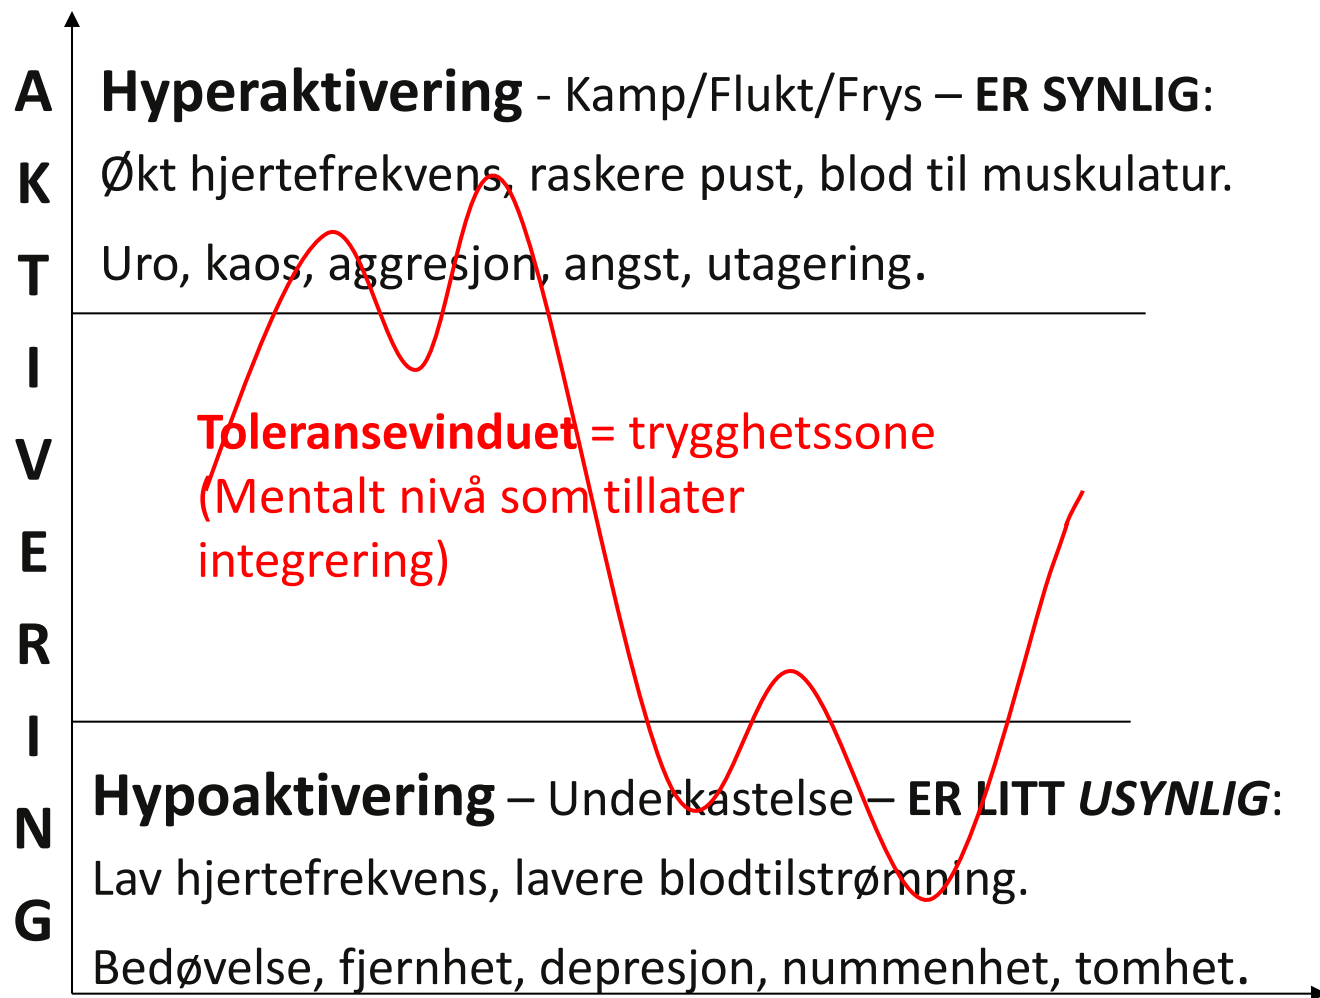 AKTIVERING
Hyperaktivering - Kamp/Flukt/Frys – ER SYNLIG:
Økt hjertefrekvens, raskere pust, blod til muskulatur.
Uro, kaos, aggresjon, angst, utagering.
Toleransevinduet = trygghetssone
(Mentalt nivå som tillater
integrering)
Hypoaktivering – Underkastelse – ER LITT USYNLIG:
Lav hjertefrekvens, lavere blodtilstrømning.
Bedøvelse, fjernhet, depresjon, nummenhet, tomhet.